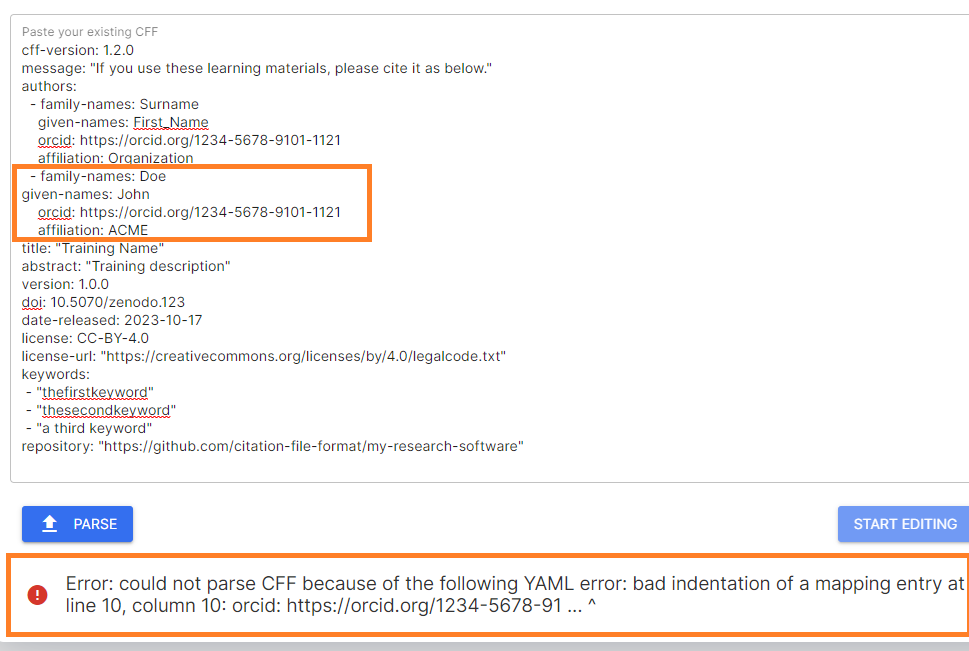 Paste your existing CFF
cff-version: 1.2.0
message: "If you use these learning materials, please cite it as below."
authors:
  - family-names: Surname
    given-names: First_Name
    orcid: https://orcid.org/1234-5678-9101-1121
    affiliation: Organization
  - family-names: Doe
given-names: John
    orcid: https://orcid.org/1234-5678-9101-1121
    affiliation: ACME
title: "Training Name"
abstract: "Training description"
version: 1.0.0
doi: 10.5070/zenodo.123
date-released: 2023-10-17
license: CC-BY-4.0
license-url: "https://creativecommons.org/licenses/by/4.0/legalcode.txt"
keywords:
 - "thefirstkeyword"
 - "thesecondkeyword"
 - "a third keyword"
repository: "https://github.com/citation-file-format/my-research-software"
PARSE
START EDITING
Error: could not parse CFF because of the following YAML error: bad indentation of a mapping entry at
line 10, column 10: orcid: https://orcid.org/1234-5678-91 ... ^